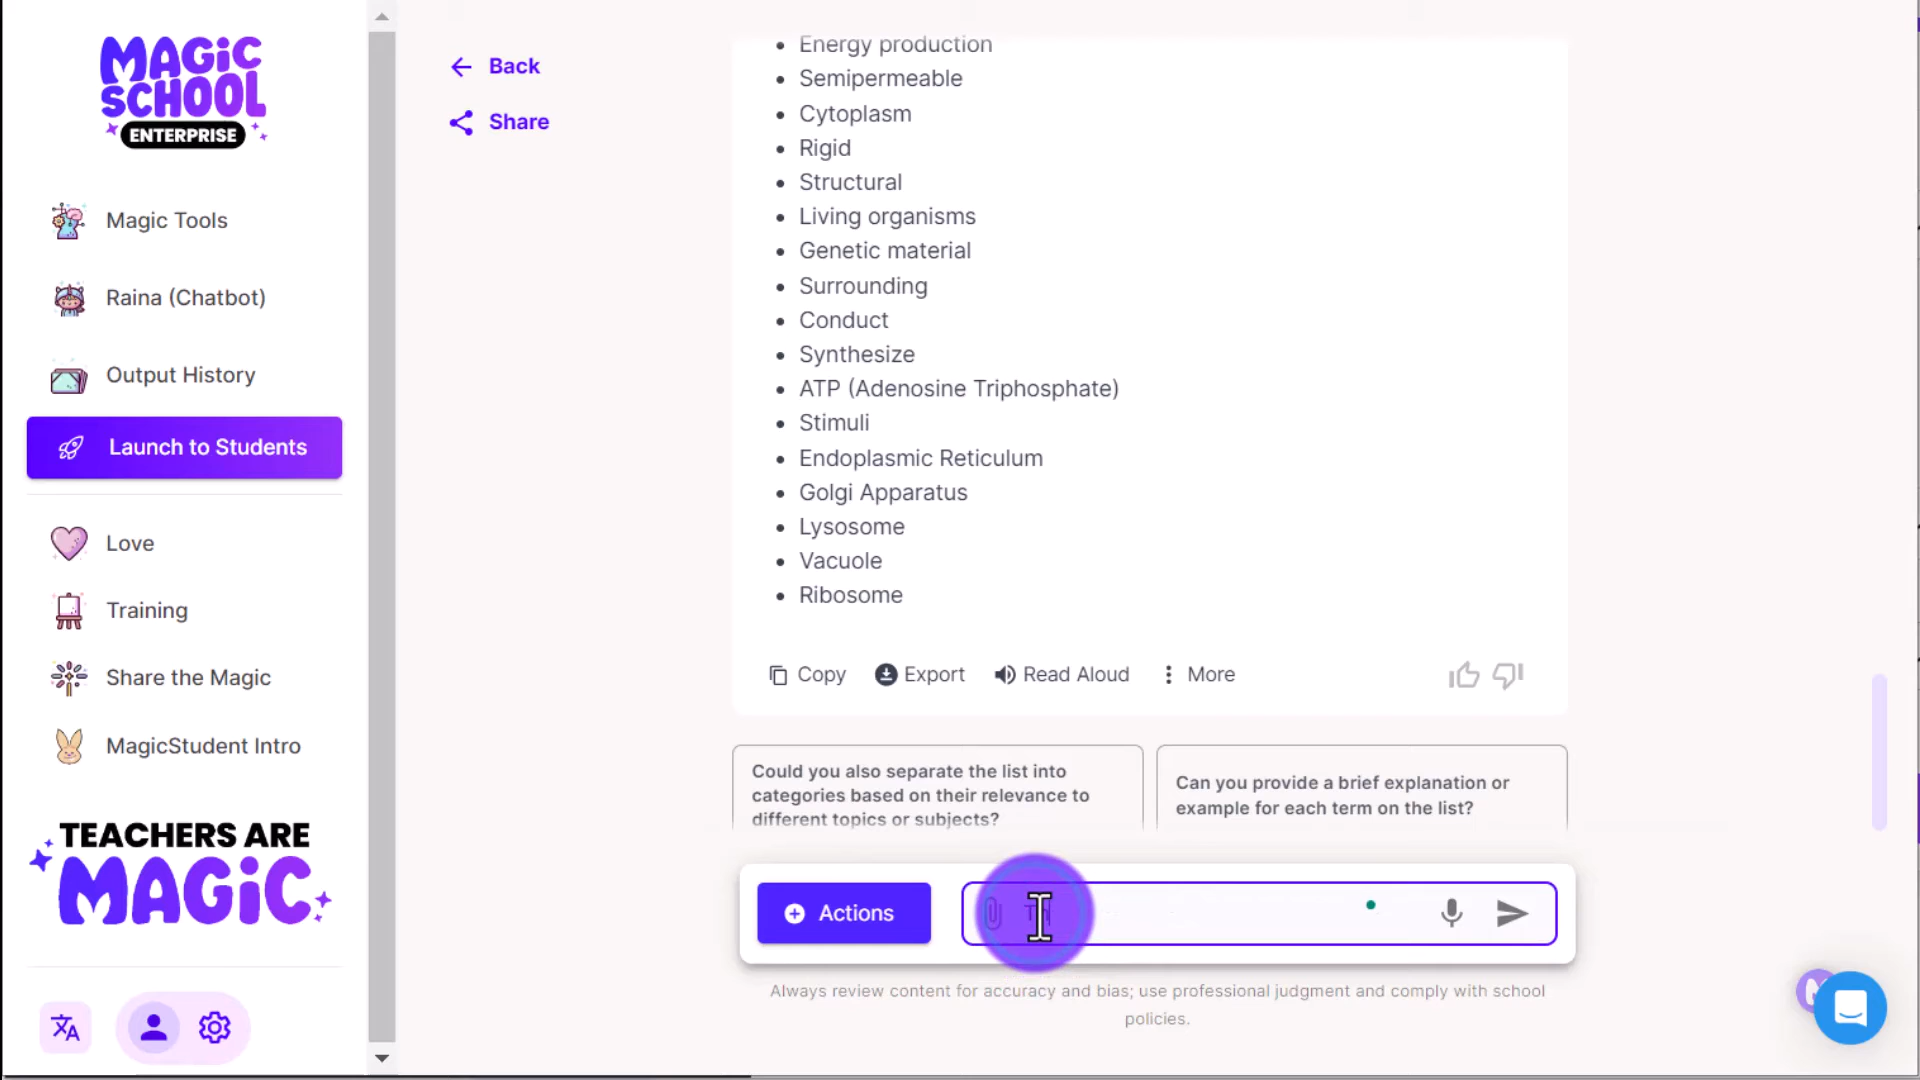 MAGiC
SCHOOL
ENTERPRISE
Magic Tools
Raina (Chatbot)
Output History
Launch to Students
Love
Training
Share the Magic
MagicStudent Intro
TEACHERS ARE
MAGiC
Back
Share
• Energy production
• Semipermeable
• Cytoplasm
• Rigid
• Structural
• Living organisms
• Genetic material
• Surrounding
• Conduct
• Synthesize
• ATP (Adenosine Triphosphate)
• Stimuli
• Endoplasmic Reticulum
• Golgi Apparatus
• Lysosome
• Vacuole
• Ribosome
Copy Export Read Aloud More
Could you also separate the list into
categories based on their relevance to
different topics or subjects?
Can you provide a brief explanation or
example for each term on the list?
Actions
Always review content for accuracy and bias; use professional judgment and comply with school
policies.